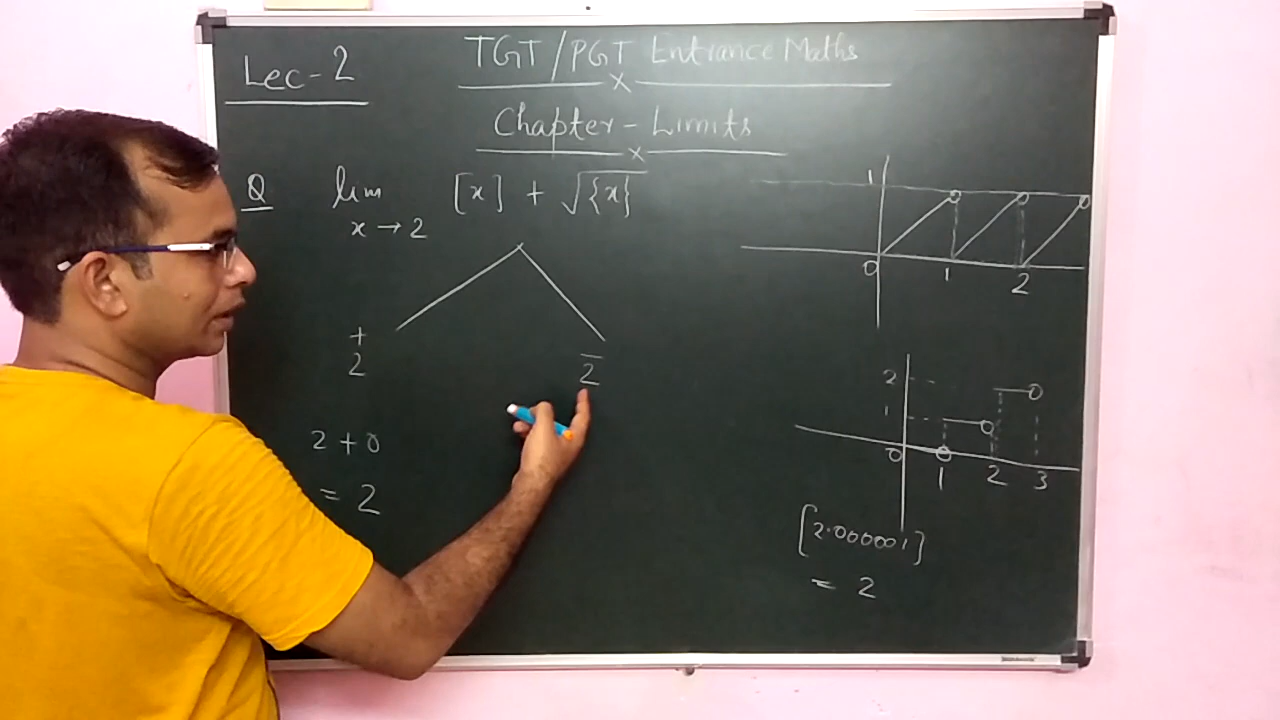 Lec-2
TGT/PGT Entrance Maths
x
Chapter - Limits
x
Q lim [x] + √{x}
x → 2
+
2
−
2
2 + 0
= 2
1
0 1 2
2
1
0 1 2 3
[2.000001]
= 2